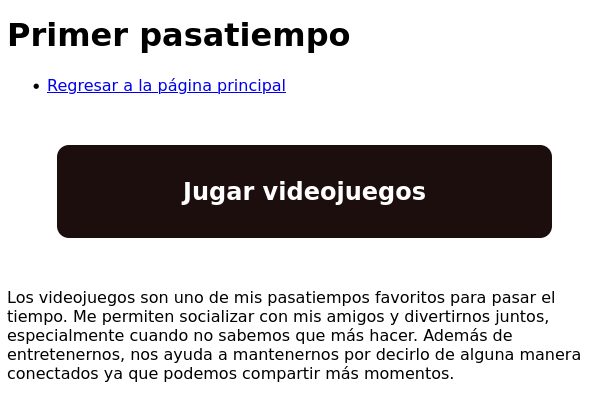 Primer pasatiempo
Regresar a la página principal
Jugar videojuegos
Los videojuegos son uno de mis pasatiempos favoritos para pasar el
tiempo. Me permiten socializar con mis amigos y divertirnos juntos,
especialmente cuando no sabemos que más hacer. Además de
entretenernos, nos ayuda a mantenernos por decirlo de alguna manera
conectados ya que podemos compartir más momentos.